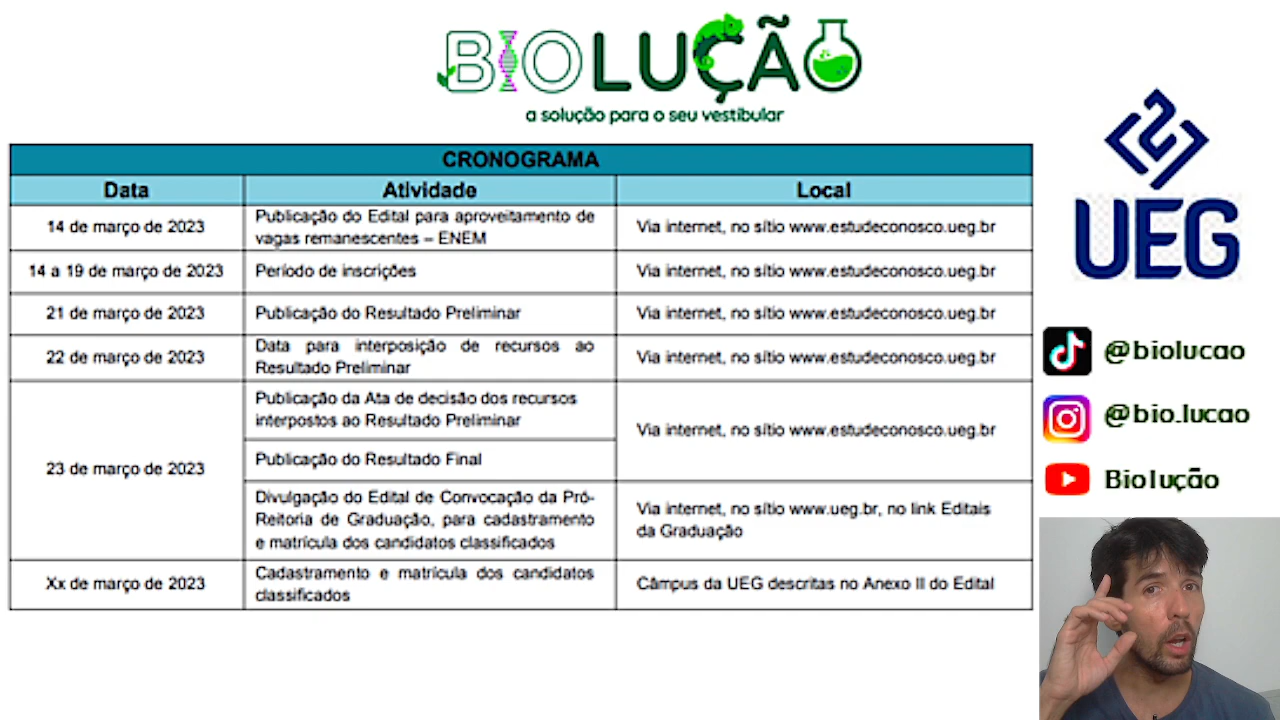 BIOLUÇÃO
a solução para o seu vestibular
CRONOGRAMA
Data Atividade Local
14 de março de 2023
Publicação do Edital para aproveitamento de
vagas remanescentes – ENEM
Via internet, no sítio www.estudeconosco.ueg.br
14 a 19 de março de 2023
Período de inscrições
Via internet, no sítio www.estudeconosco.ueg.br
21 de março de 2023
Publicação do Resultado Preliminar
Via internet, no sítio www.estudeconosco.ueg.br
22 de março de 2023
Data para interposição de recursos ao
Resultado Preliminar
Via internet, no sítio www.estudeconosco.ueg.br
23 de março de 2023
Publicação da Ata de decisão dos recursos
interpostos ao Resultado Preliminar
Publicação do Resultado Final
Via internet, no sítio www.estudeconosco.ueg.br
Divulgação do Edital de Convocação da Pró-
Reitoria de Graduação, para cadastramento
e matrícula dos candidatos classificados
Via internet, no sítio www.ueg.br, no link Editais
da Graduação
Xx de março de 2023
Cadastramento e matrícula dos candidatos
classificados
Câmpus da UEG descritas no Anexo II do Edital
UEG
@biolucao
@bio.lucao
Biolução